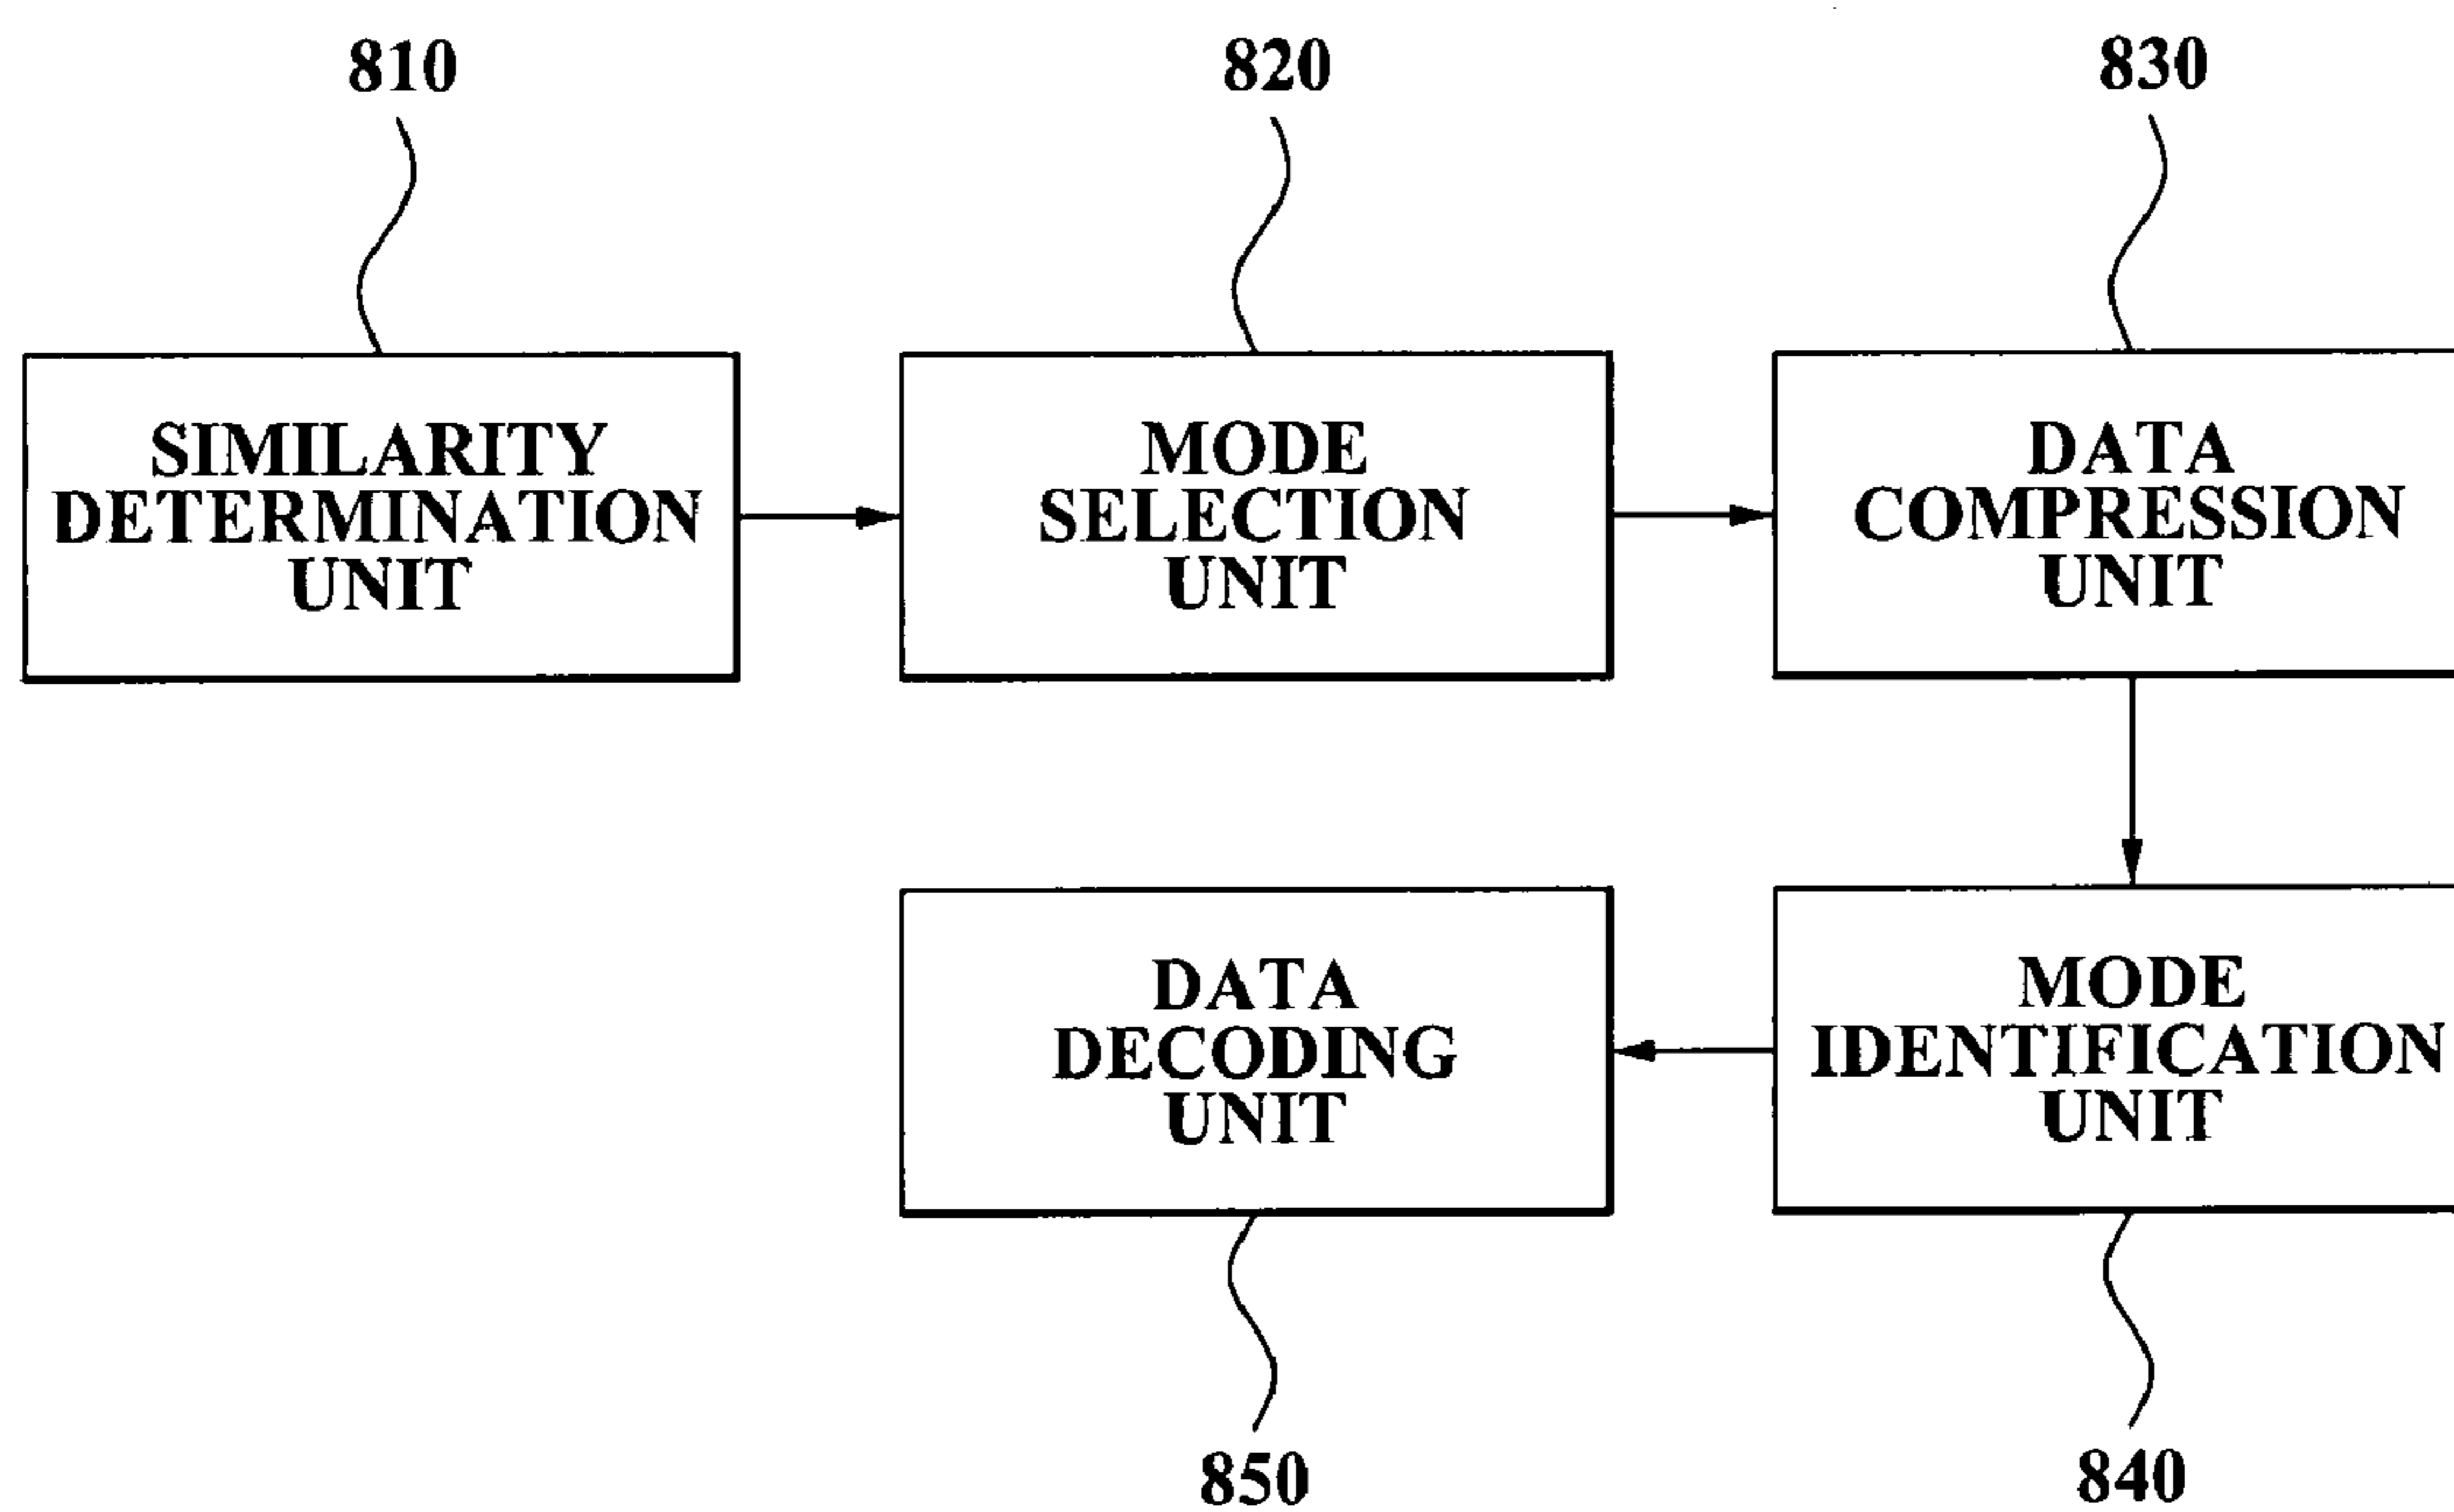 810
820
830
SIMILARITY
DETERMINATION
UNIT
MODE
SELECTION
UNIT
DATA
COMPRESSION
UNIT
DATA
DECODING
UNIT
MODE
IDENTIFICATION
UNIT
850
840